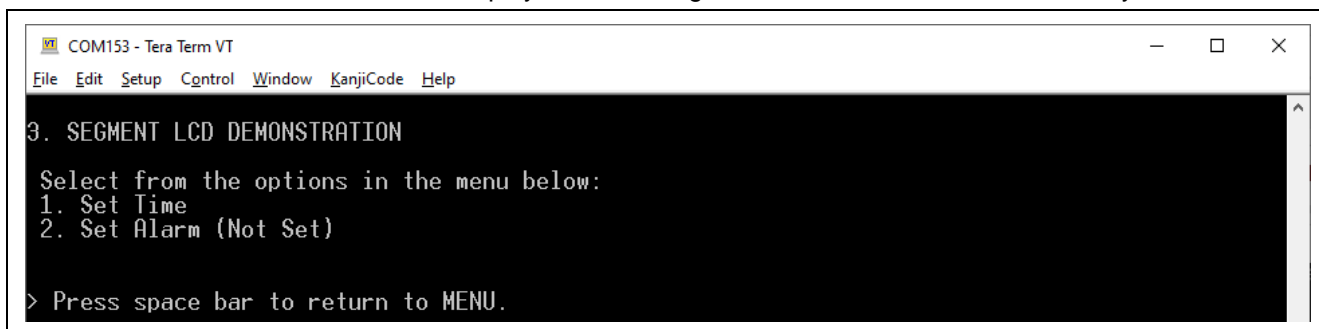 COM153 - Tera Term VT
File Edit Setup Control Window KanjiCode Help
3. SEGMENT LCD DEMONSTRATION
Select from the options in the menu below:
1. Set Time
2. Set Alarm (Not Set)
> Press space bar to return to MENU.